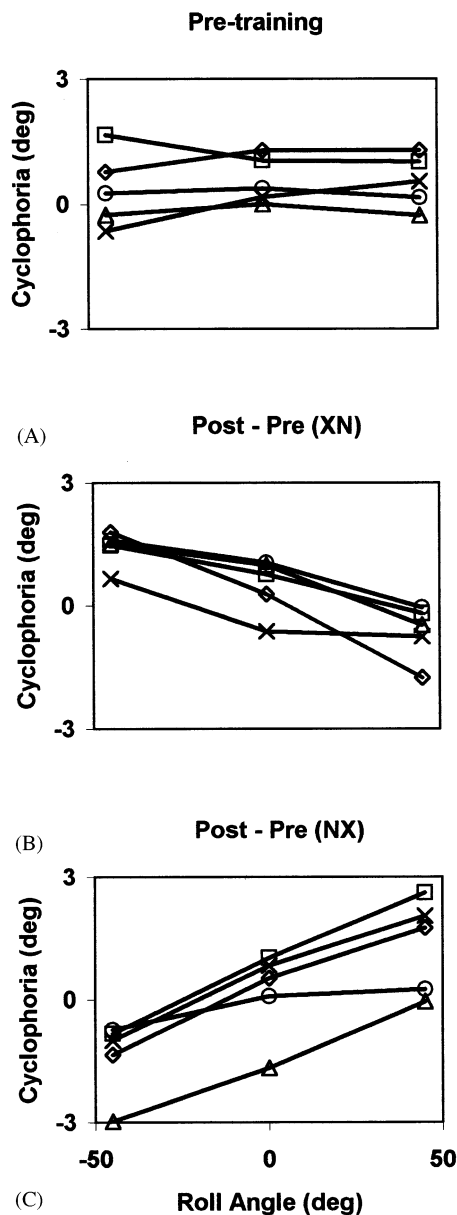 Pre-training
3
0
-3
Cyclophoria (deg)
(A)
Post - Pre (XN)
3
0
-3
Cyclophoria (deg)
(B)
Post - Pre (NX)
3
0
-3
Cyclophoria (deg)
-50 0 50
(C)
Roll Angle (deg)